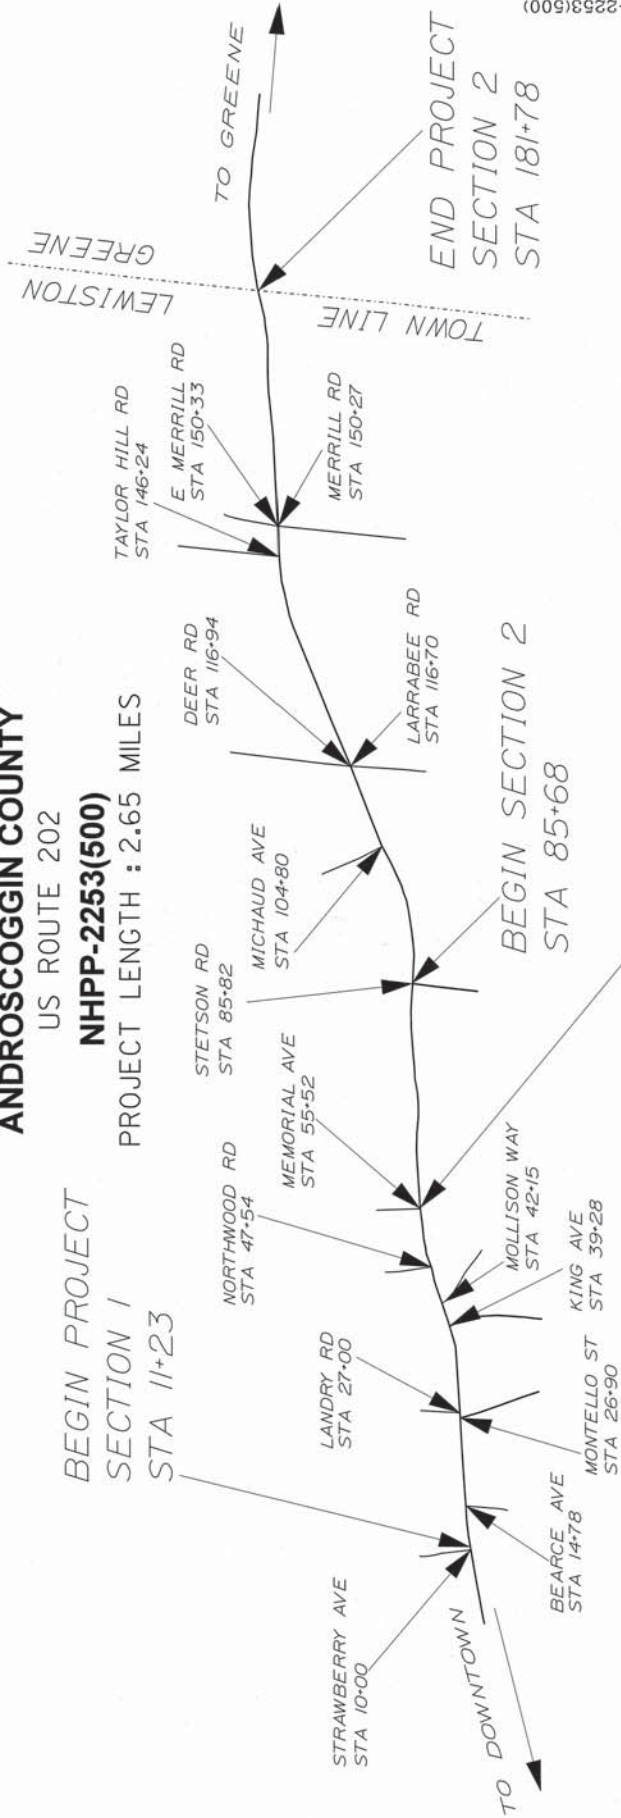 ANDROSCOGGIN COUNTY
US ROUTE 202
NHPP-2253(500)
PROJECT LENGTH : 2.65 MILES
BEGIN PROJECT
SECTION 1
STA 11+23
STRAWBERRY AVE
STA 10+00
TO DOWNTOWN
BEARCE AVE
STA 14+78
LANDRY RD
STA 27+00
MONTELLO ST
STA 26+90
KING AVE
STA 39+28
MOLLISON WAY
STA 42+15
NORTHWOOD RD
STA 47+54
MEMORIAL AVE
STA 55+52
STETSON RD
STA 85+82
BEGIN SECTION 2
STA 85+68
MICHAUD AVE
STA 104+80
DEER RD
STA 116+94
LARRABEE RD
STA 116+70
TAYLOR HILL RD
STA 146+24
E MERRILL RD
STA 150+33
MERRILL RD
STA 150+27
LEWISTON
GREENE
TOWN LINE
TO GREENE
END PROJECT
SECTION 2
STA 181+78
2253(500)